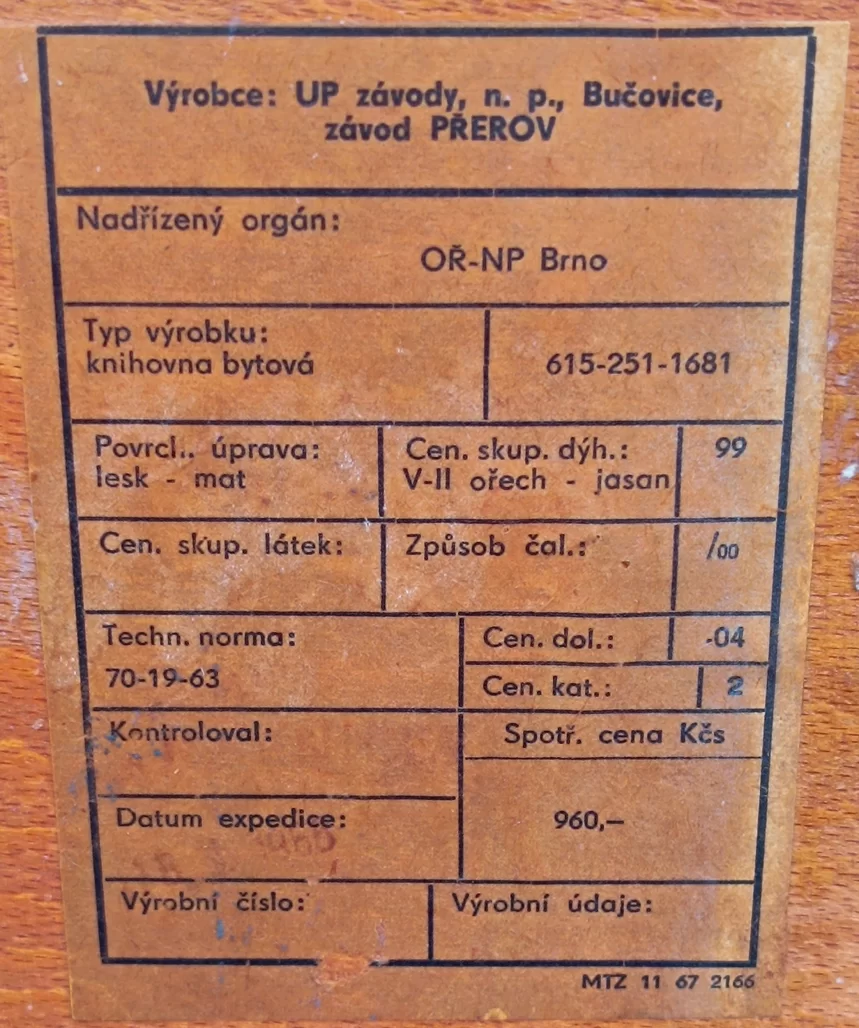 Výrobce: UP závody, n. p., Bučovice,
závod PŘEROV
Nadřízený orgán:
OŘ-NP Brno
Typ výrobku:
knihovna bytová
615-251-1681
Povrch. úprava:
lesk - mat
Cen. skup. dýh.:
V-II ořech - jasan
99
Cen. skup. látek:
Způsob čal.:
/00
Techn. norma:
70-19-63
Cen. dol.:
-04
Cen. kat.:
2
Kontroloval:
Spotř. cena Kčs
960,—
Datum expedice:
Výrobní číslo:
Výrobní údaje:
MTZ 11 67 2166